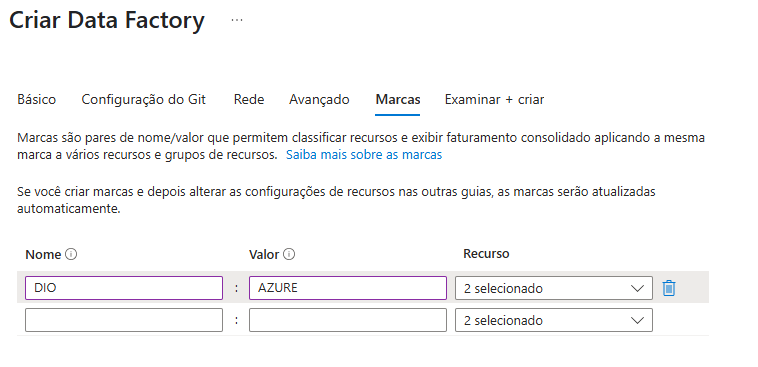 Criar Data Factory ...
Básico Configuração do Git Rede Avançado Marcas Examinar + criar
Marcas são pares de nome/valor que permitem classificar recursos e exibir faturamento consolidado aplicando a mesma
marca a vários recursos e grupos de recursos. Saiba mais sobre as marcas
Se você criar marcas e depois alterar as configurações de recursos nas outras guias, as marcas serão atualizadas
automaticamente.
Nome Valor Recurso
DIO : AZURE 2 selecionado
: 2 selecionado